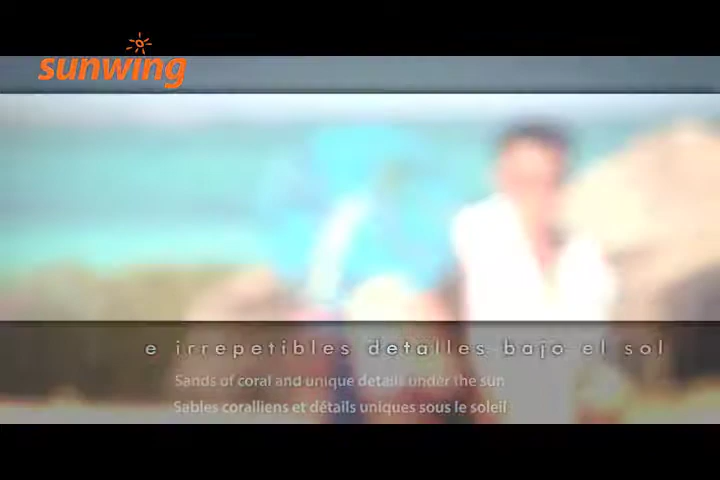 sunwing
e irrepetibles detalles bajo el sol
Sands of coral and unique details under the sun
Sables coralliens et détails uniques sous le soleil